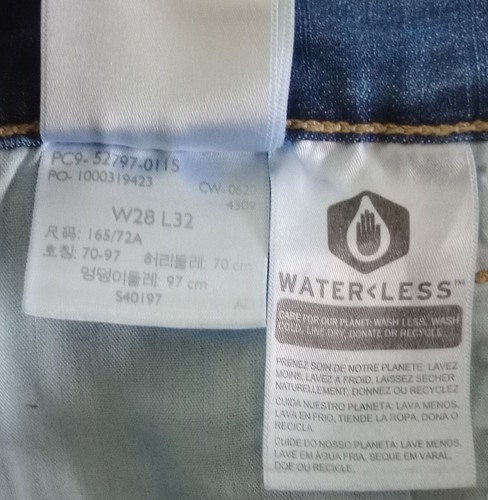 PC9- 52797-0115
PO- 1000319423
CW-0620
4309
W28 L32
尺码: 165/72A
호칭: 70-97 허리둘레: 70 cm
엉덩이둘레: 97 cm
S40197
WATER<LESS™
CARE FOR OUR PLANET: WASH LESS, WASH
COLD, LINE DRY, DONATE OR RECYCLE
PRENEZ SOIN DE NOTRE PLANETE: LAVEZ
MOINS, LAVEZ A FROID, LAISSEZ SECHER
NATURELLEMENT, DONNEZ OU RECYCLEZ
CUIDA NUESTRO PLANETA: LAVA MENOS,
LAVA EN FRIO, TIENDE LA ROPA, DONA O
RECICLA.
CUIDE DO NOSSO PLANETA: LAVE MENOS,
LAVE EM ÁGUA FRIA, SEQUE EM VARAL,
DOE OU RECICLE.